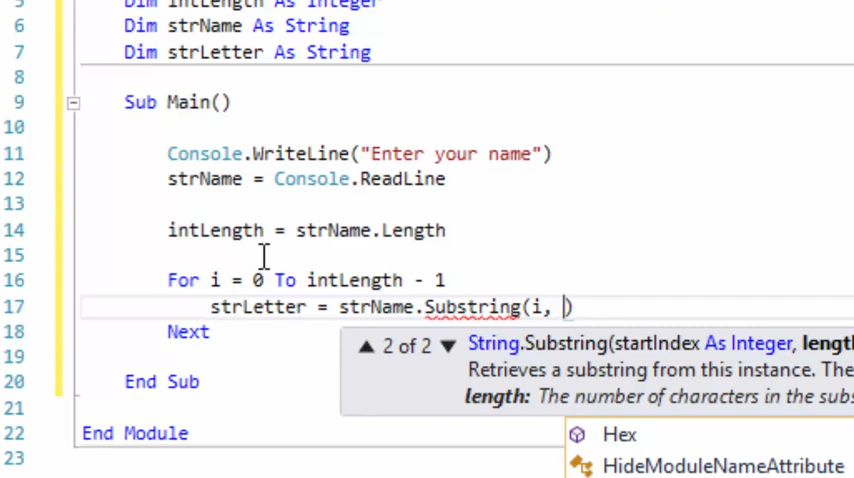 5 Dim intLength As Integer
6 Dim strName As String
7 Dim strLetter As String
8
9 Sub Main()
10
11 Console.WriteLine("Enter your name")
12 strName = Console.ReadLine
13
14 intLength = strName.Length
15
16 For i = 0 To intLength - 1
17 strLetter = strName.Substring(i, )
18 Next
▲ 2 of 2 ▼ String.Substring(startIndex As Integer, length
19
Retrieves a substring from this instance. The
20 End Sub
length: The number of characters in the subs
21
22 End Module
Hex
23
HideModuleNameAttribute